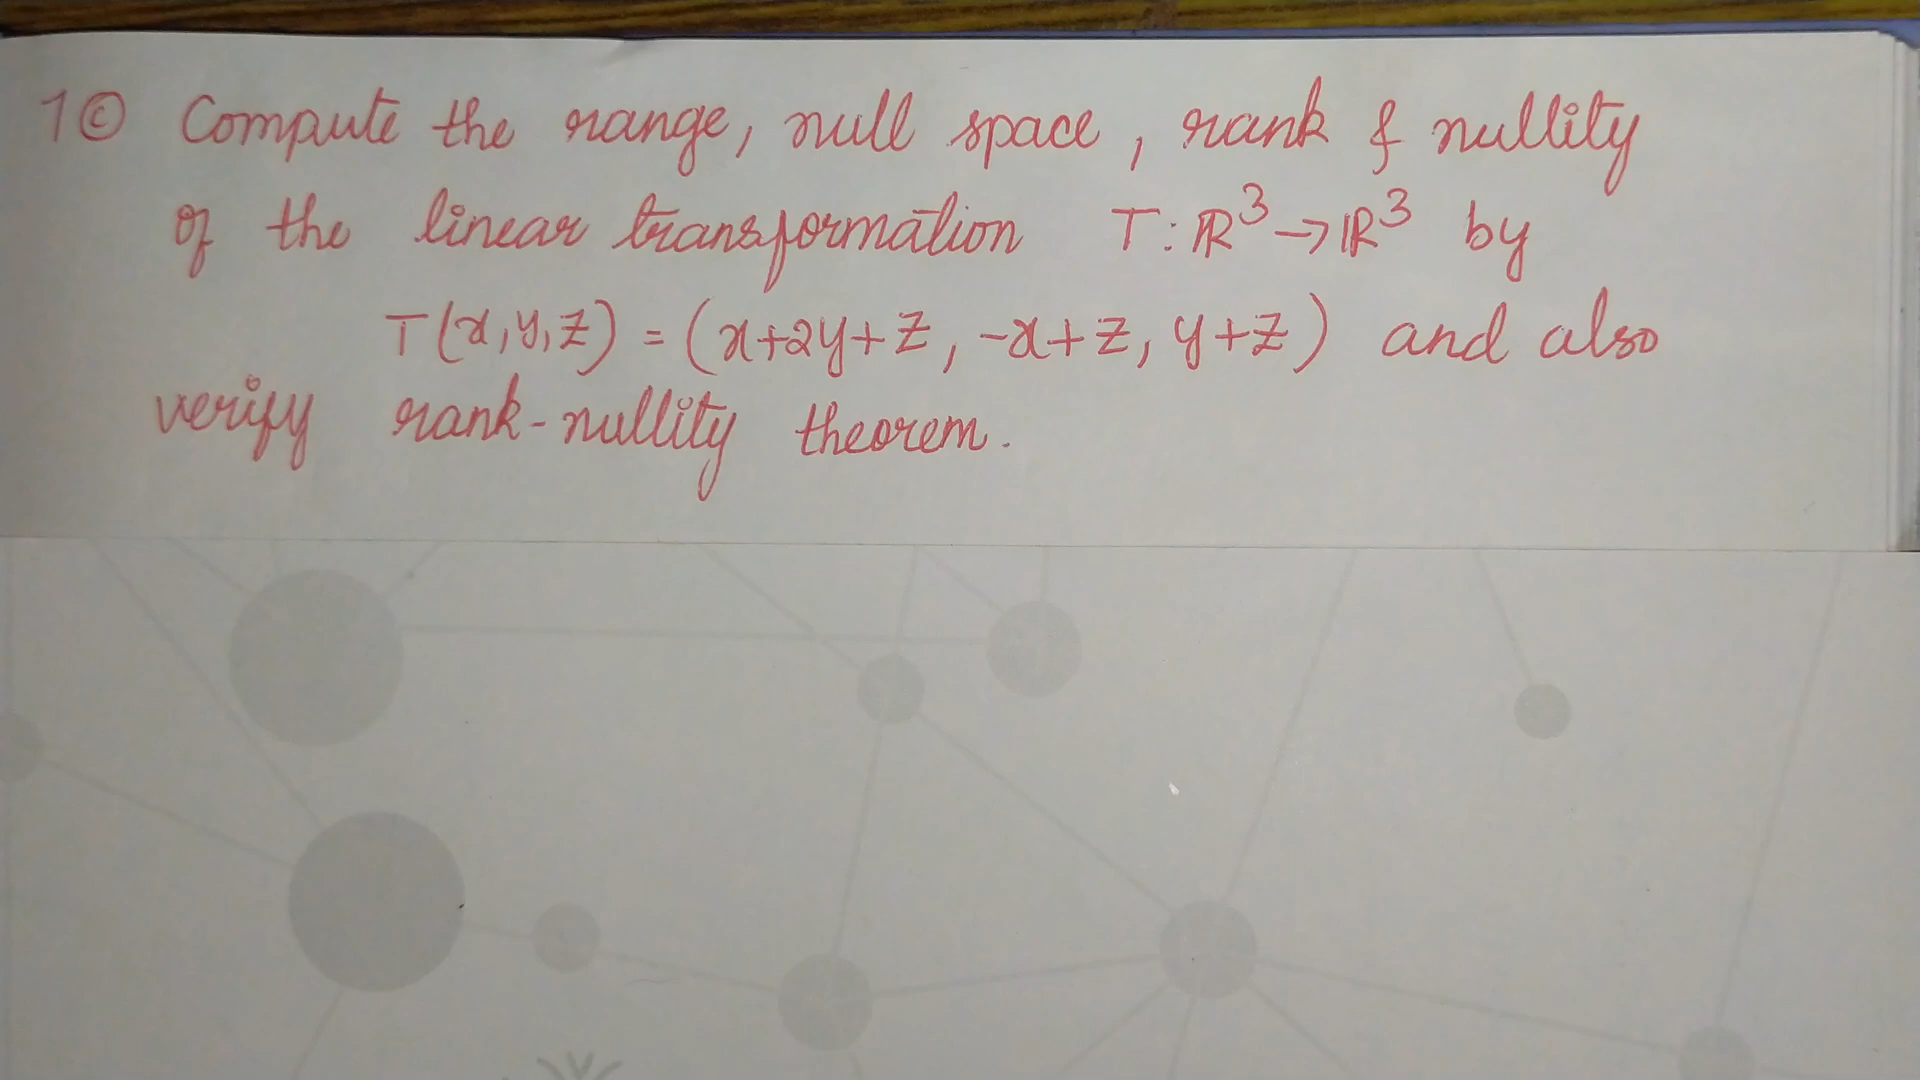 1ⓒ Compute the range, null space, rank & nullity
of the linear transformation T: ℝ³→ℝ³ by
T(x,y,z) = (x+2y+z, -x+z, y+z) and also
verify rank-nullity theorem.